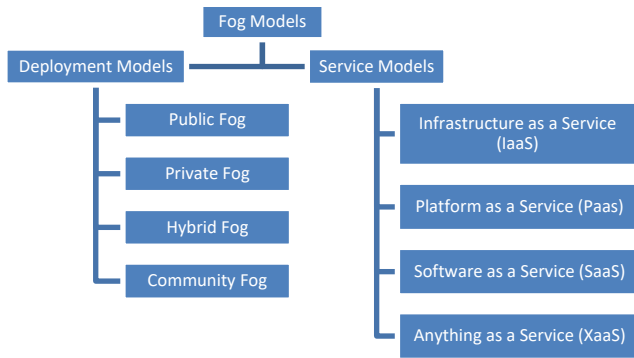 Fog Models
Deployment Models
Service Models
Public Fog
Private Fog
Hybrid Fog
Community Fog
Infrastructure as a Service
(IaaS)
Platform as a Service (Paas)
Software as a Service (SaaS)
Anything as a Service (XaaS)